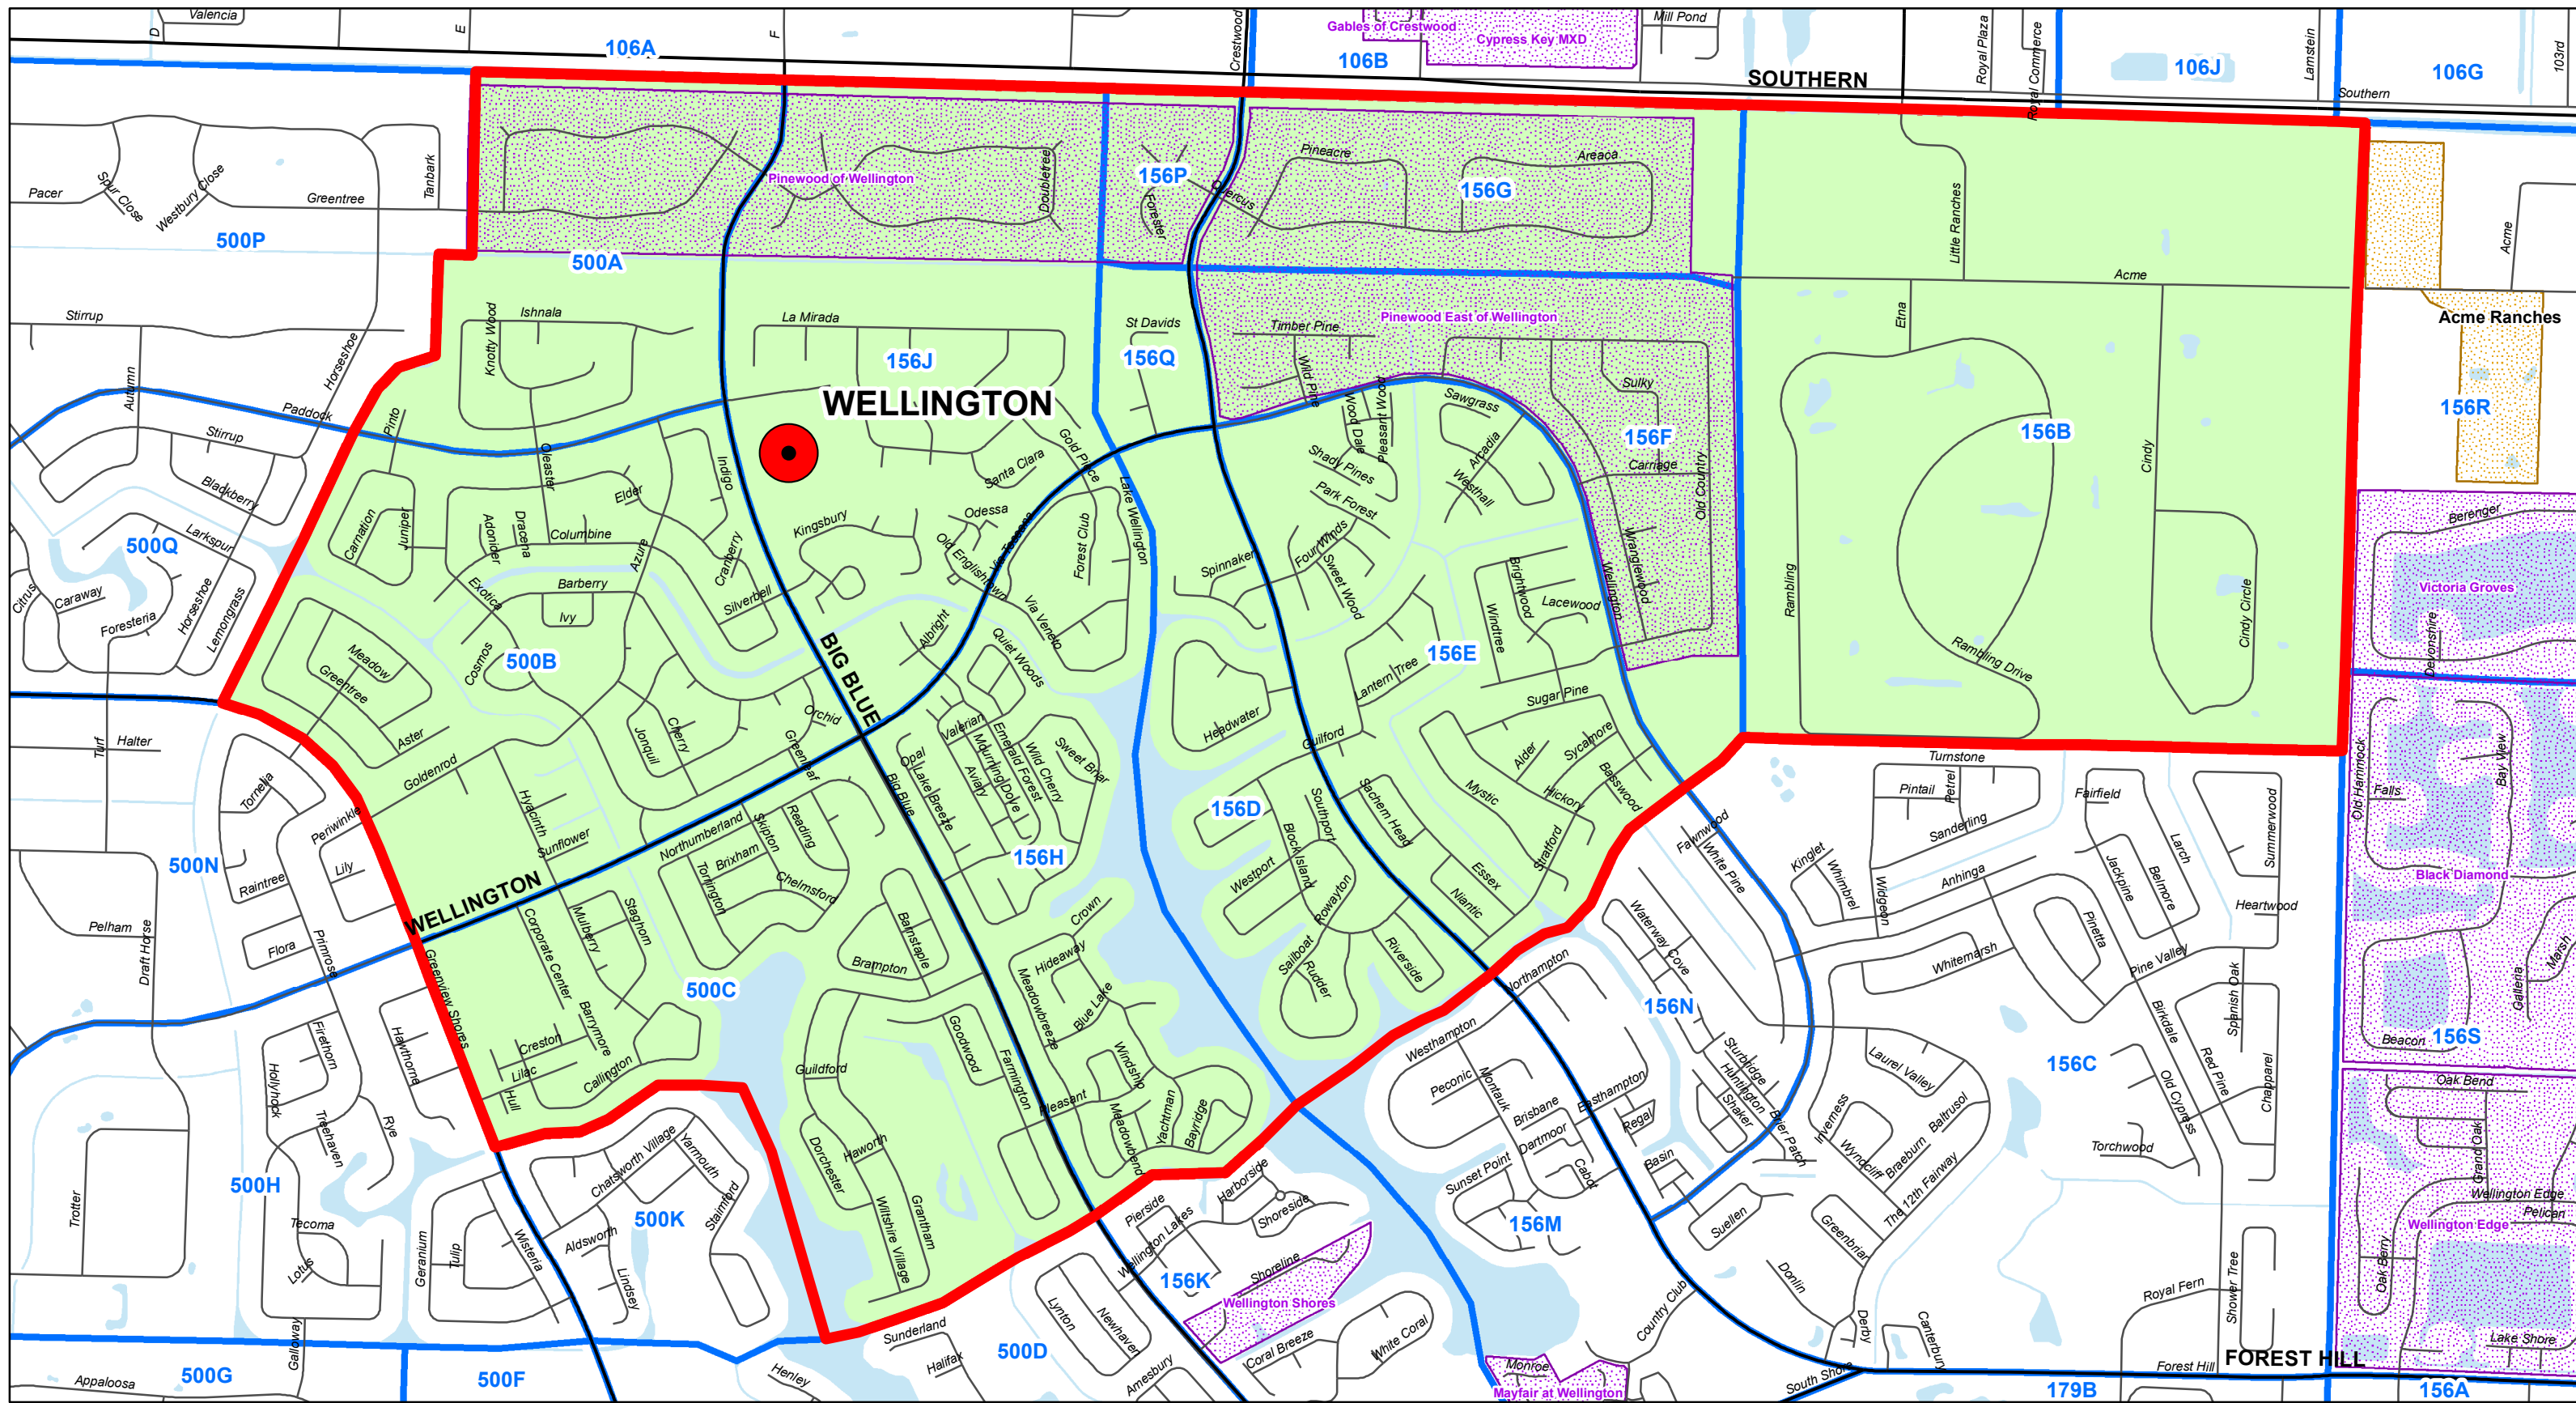 D
Valencia
E
F
Crestwood
Gables of Crestwood
Cypress Key MXD
Mill Pond
Royal Plaza
Royal Commerce
Lamstein
103rd
106A
106B
SOUTHERN
106J
106G
Southern
Pacer
Spur Close
Westbury Close
Greentree
Tanbark
500P
Pinewood of Wellington
Doubletree
156P
Forester
Quercus
Pineacre
156G
Areaca
Little Ranches
Acme
Acme
500A
Stirrup
Autumn
Horseshoe
Knotty Wood
Ishnala
La Mirada
156J
St Davids
156Q
Timber Pine
Wild Pine
Pinewood East of Wellington
Etna
Acme Ranches
Paddock
Pinto
WELLINGTON
Wood Dale
Pleasant Wood
Sawgrass
Sulky
156F
156B
156R
Stirrup
Blackberry
Oleaster
Indigo
Santa Clara
Gold Piece
Lake Wellington
Shady Pines
Arcadia
Westhall
Carriage
Old Country
Cindy
Larkspur
500Q
Carnation
Juniper
Adonider
Dracena
Elder
Columbine
Azure
Cranberry
Kingsbury
Odessa
Old Englishtown
Via Toscana
Forest Club
Park Forest
Four Winds
Sweet Wood
Spinnaker
Brightwood
Wranglewood
Wellington
Berenger
Citrus
Caraway
Foresteria
Horseshoe
Lemongrass
Exotica
Barberry
Ivy
Silverbell
Albright
Via Veneto
Lacewood
Windtree
Rambling
Victoria Groves
Meadow
Greentree
Cosmos
500B
BIG BLUE
Quiet Woods
156E
Lantern Tree
Rambling Drive
Cindy Circle
Devonshire
Turf
Halter
Aster
Goldenrod
Jonquil
Cherry
Orchid
Greenleaf
Valerian
Opal
Emerald Forest
Mourning Dove
Wild Cherry
Sweet Briar
Headwater
Guilford
Sugar Pine
Alder
Sycamore
Basswood
Hickory
Mystic
Turnstone
Old Hammock
Bay View
Falls
Tornelia
Periwinkle
Hyacinth
Sunflower
Northumberland
Skipton
Reading
Big Blue
Lake Breeze
Aviary
156H
156D
Southport
Sachem Head
Block Island
Stratford
Fawnwood
White Pine
Kinglet
Whimbrel
Pintail
Petrel
Sanderling
Fairfield
Larch
Summerwood
500N
Raintree
Lily
WELLINGTON
Torrington
Brixham
Chelmsford
Westport
Rowayton
Essex
Niantic
Widgeon
Anhinga
Jackpine
Belmore
Heartwood
Black Diamond
Pelham
Draft Horse
Flora
Primrose
Greenview Shores
Corporate Center
Mulberry
Staghorn
500C
Brampton
Barnstaple
Crown
Hideaway
Meadowbreeze
Blue Lake
Sailboat
Rudder
Riverside
Northampton
Waterway Cove
156N
Whitemarsh
Pinetta
Pine Valley
Spanish Oak
Marsh
Galleria
Firethorn
Hawthorne
Hollyhock
Treehaven
Rye
Creston
Lilac
Hull
Barrymore
Callington
Guildford
Goodwood
Farmington
Windship
Pleasant
Westhampton
Peconic
Montauk
Brisbane
Dartmoor
Easthampton
Regal
Sturbridge
Huntington
Shaker
Brier Patch
Laurel Valley
156C
Birkdale
Old Cypress
Red Pine
Chapparel
Beacon
156S
Oak Bend
500H
Trotter
Tecoma
Lotus
Galloway
Geranium
Tulip
Wisteria
Chatsworth Village
Yarmouth
Staimford
500K
Aldsworth
Lindsey
Dorchester
Haworth
Wiltshire Village
Grantham
Meadowbend
Yachtman
Bayridge
Harborside
Pierside
Wellington Lakes
Shoreside
156K
Shoreline
Wellington Shores
Sunset Point
Cabot
156M
Basin
Suellen
Inverness
Wyndcliff
Braeburn
Baltrusol
The 12th Fairway
Greenbriar
Donlin
Torchwood
Grand Oak
Wellington Edge
Pelican
Wellington Edge
Oak Berry
Royal Fern
Shower Tree
Lake Shore
500G
Appaloosa
500F
Henley
Sunderland
Halifax
500D
Lynton
Newhaven
Amesbury
Coral Breeze
White Coral
Monroe
Mayfair at Wellington
Country Club
South Shore
Derby
Canterbury
Forest Hill
FOREST HILL
179B
156A